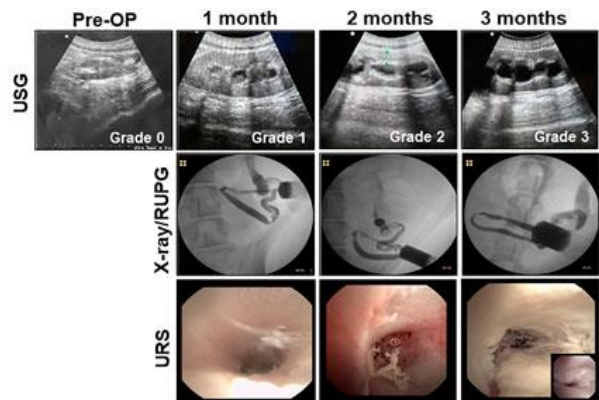 Pre-OP 1 month 2 months 3 months
USG
Grade 0 Grade 1 Grade 2 Grade 3
X-ray/RUPG
URS